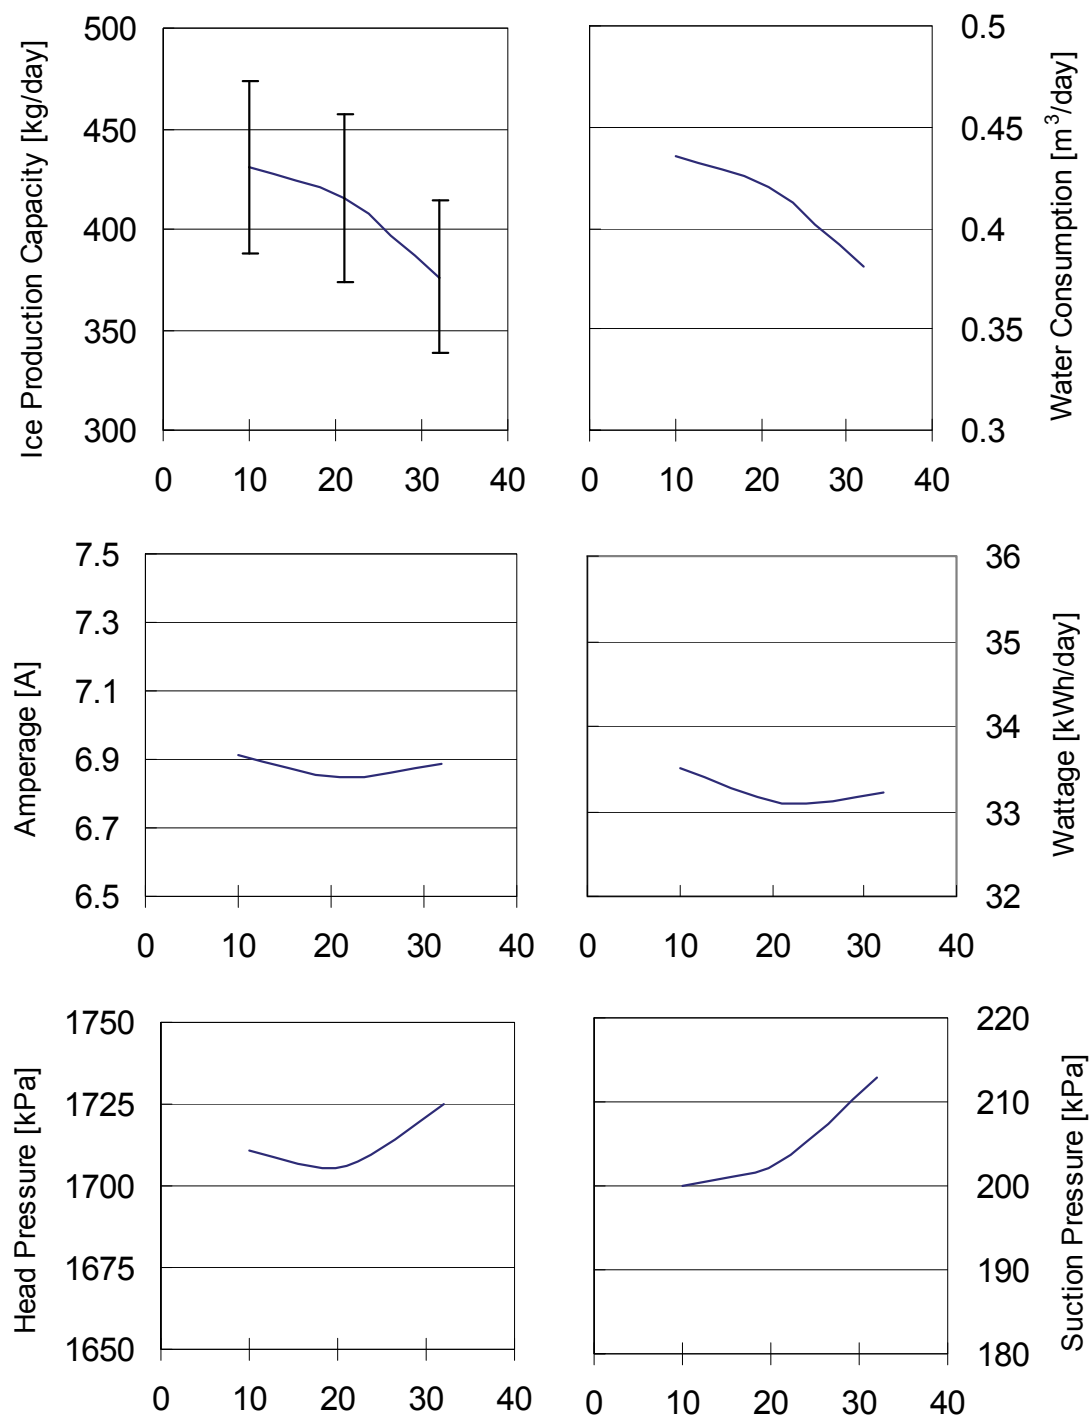 Ice Production Capacity [kg/day]
500
450
400
350
300
0 10 20 30 40
Water Consumption [m³/day]
0.5
0.45
0.4
0.35
0.3
0 10 20 30 40
Amperage [A]
7.5
7.3
7.1
6.9
6.7
6.5
0 10 20 30 40
Wattage [kWh/day]
36
35
34
33
32
0 10 20 30 40
Head Pressure [kPa]
1750
1725
1700
1675
1650
0 10 20 30 40
Suction Pressure [kPa]
220
210
200
190
180
0 10 20 30 40